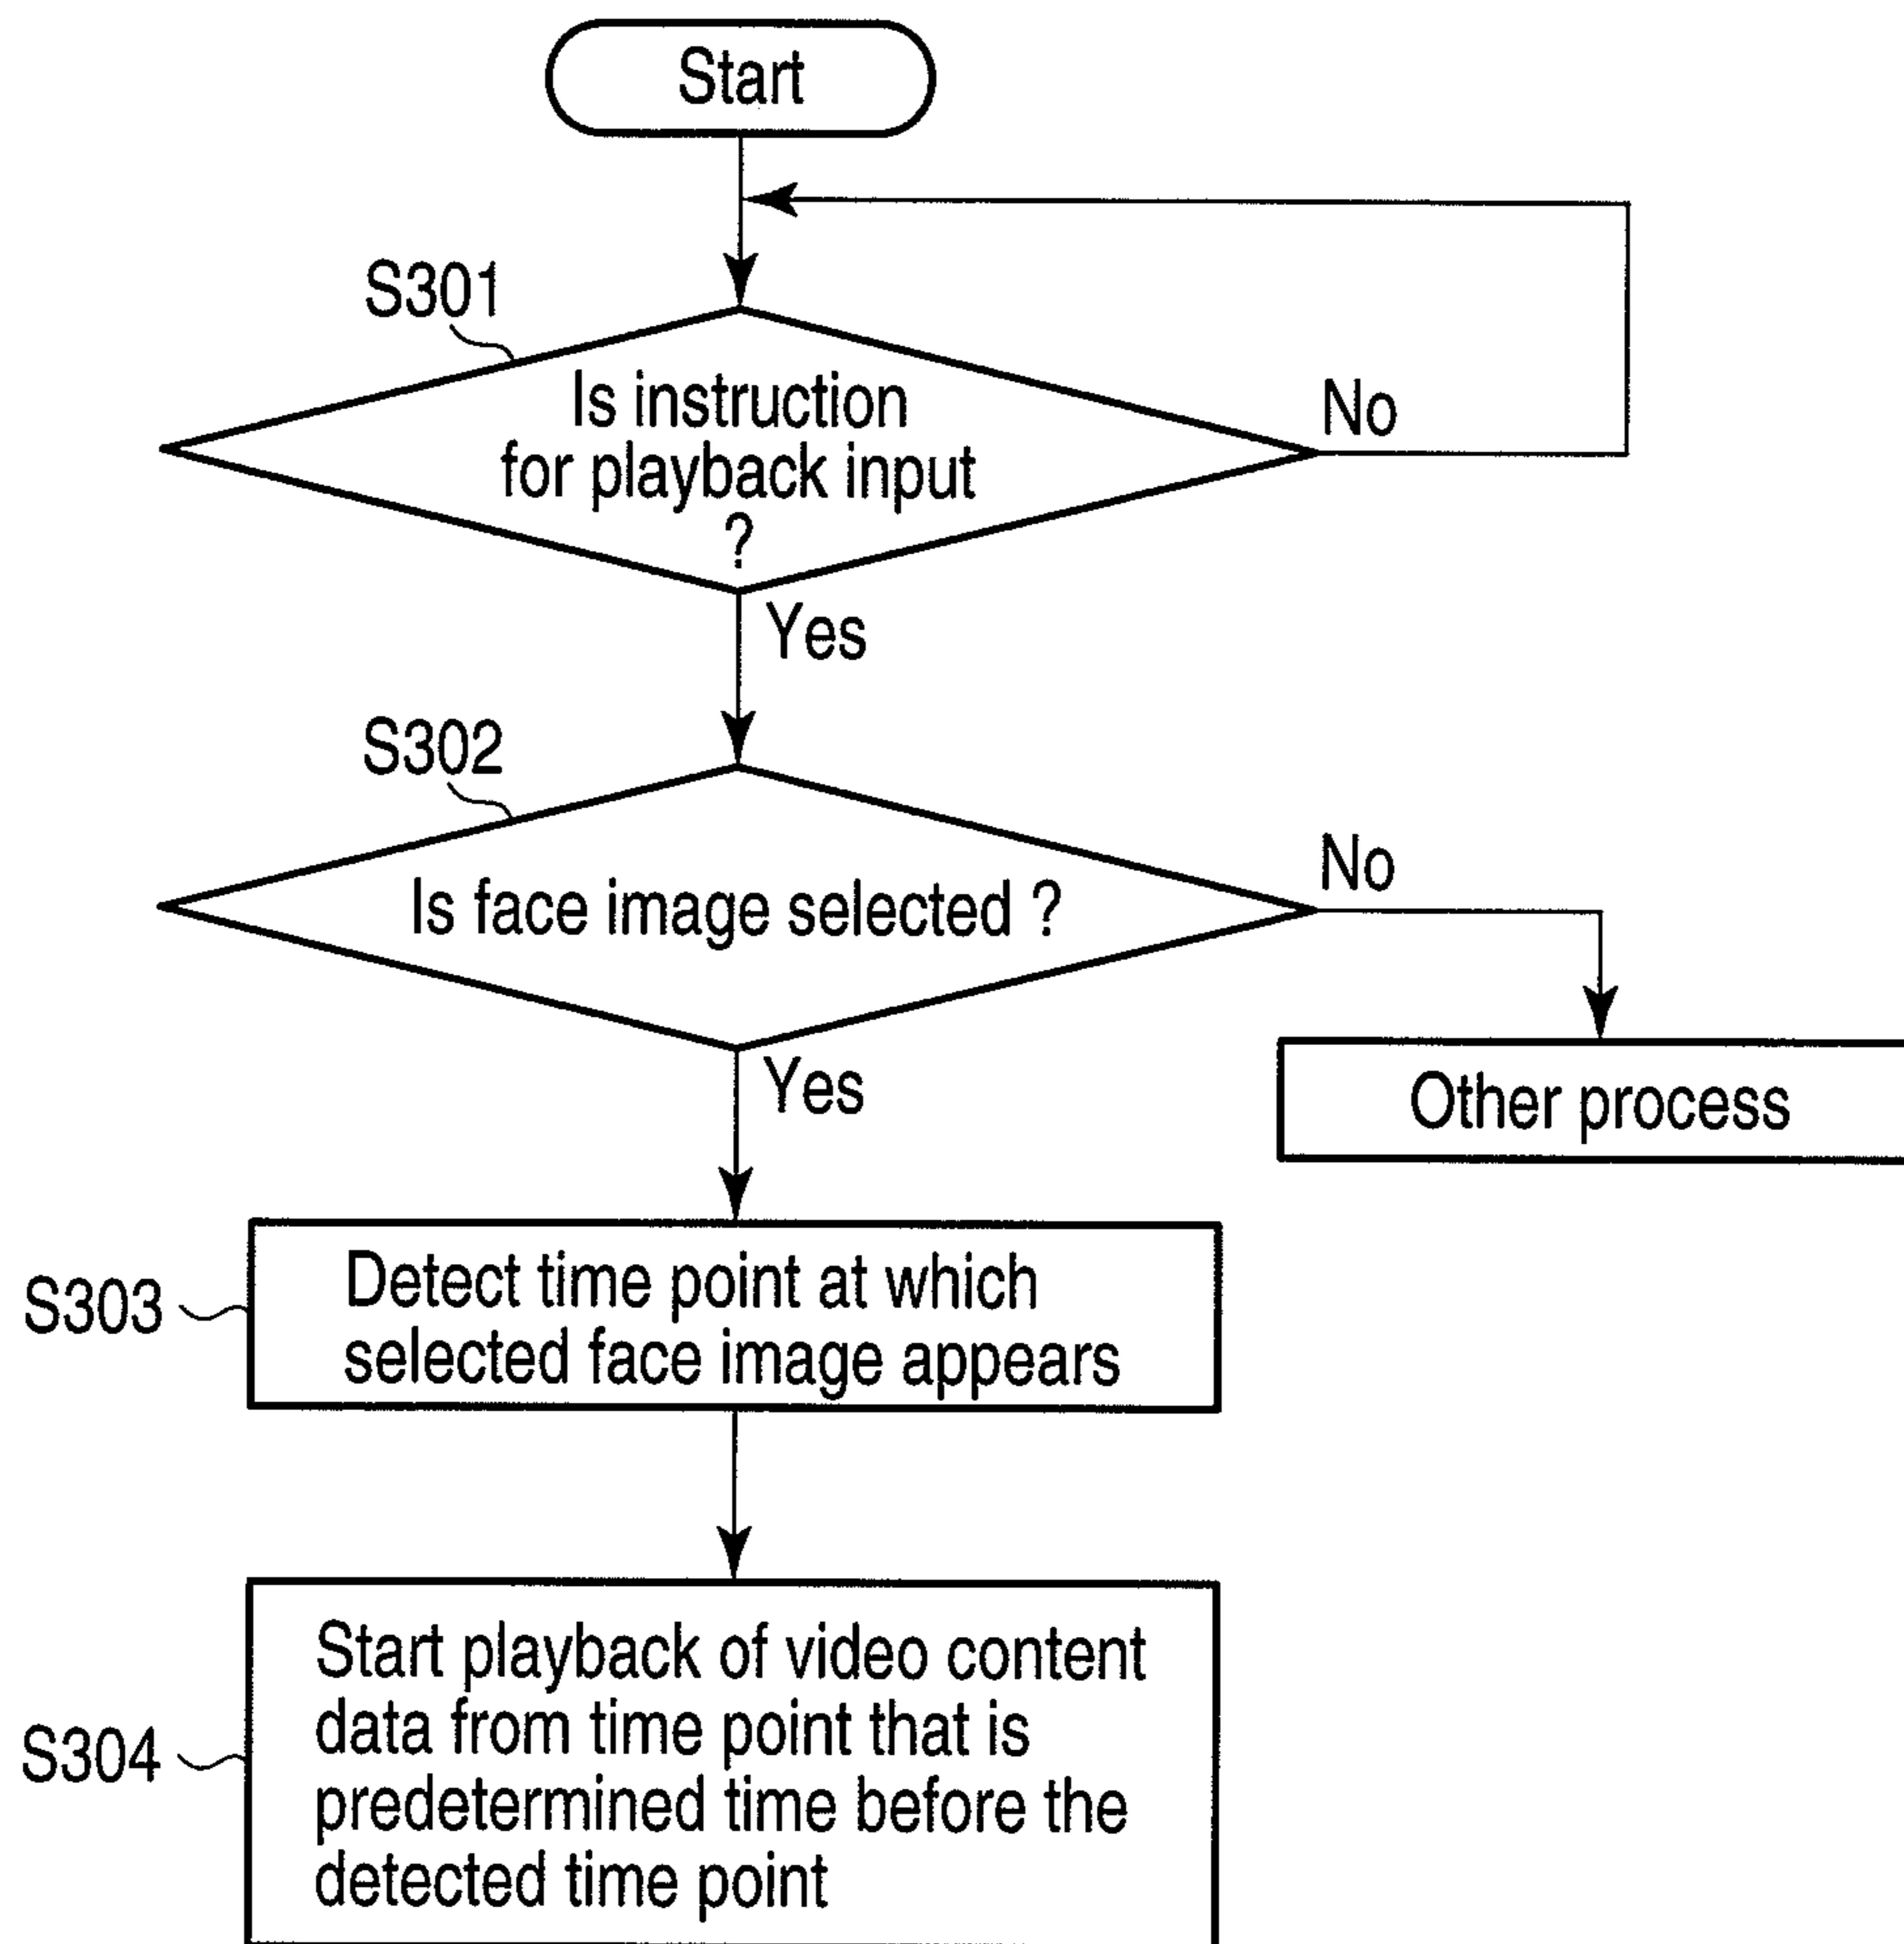 Start
S301
Is instruction
for playback input
?
No
Yes
S302
Is face image selected ?
No
Yes
Other process
S303
Detect time point at which
selected face image appears
S304
Start playback of video content
data from time point that is
predetermined time before the
detected time point